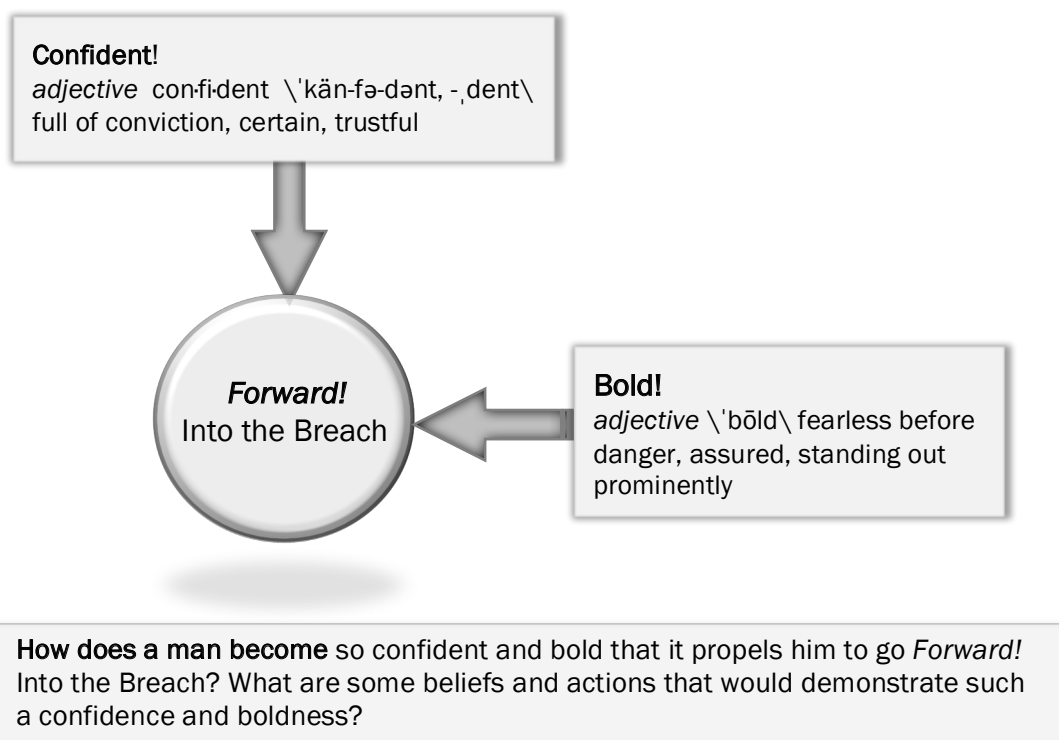 Confident!
adjective con·fi·dent \ˈkän-fə-dənt, -ˌdent\
full of conviction, certain, trustful
Forward!
Into the Breach
Bold!
adjective \ˈbōld\ fearless before
danger, assured, standing out
prominently
How does a man become so confident and bold that it propels him to go Forward!
Into the Breach? What are some beliefs and actions that would demonstrate such
a confidence and boldness?